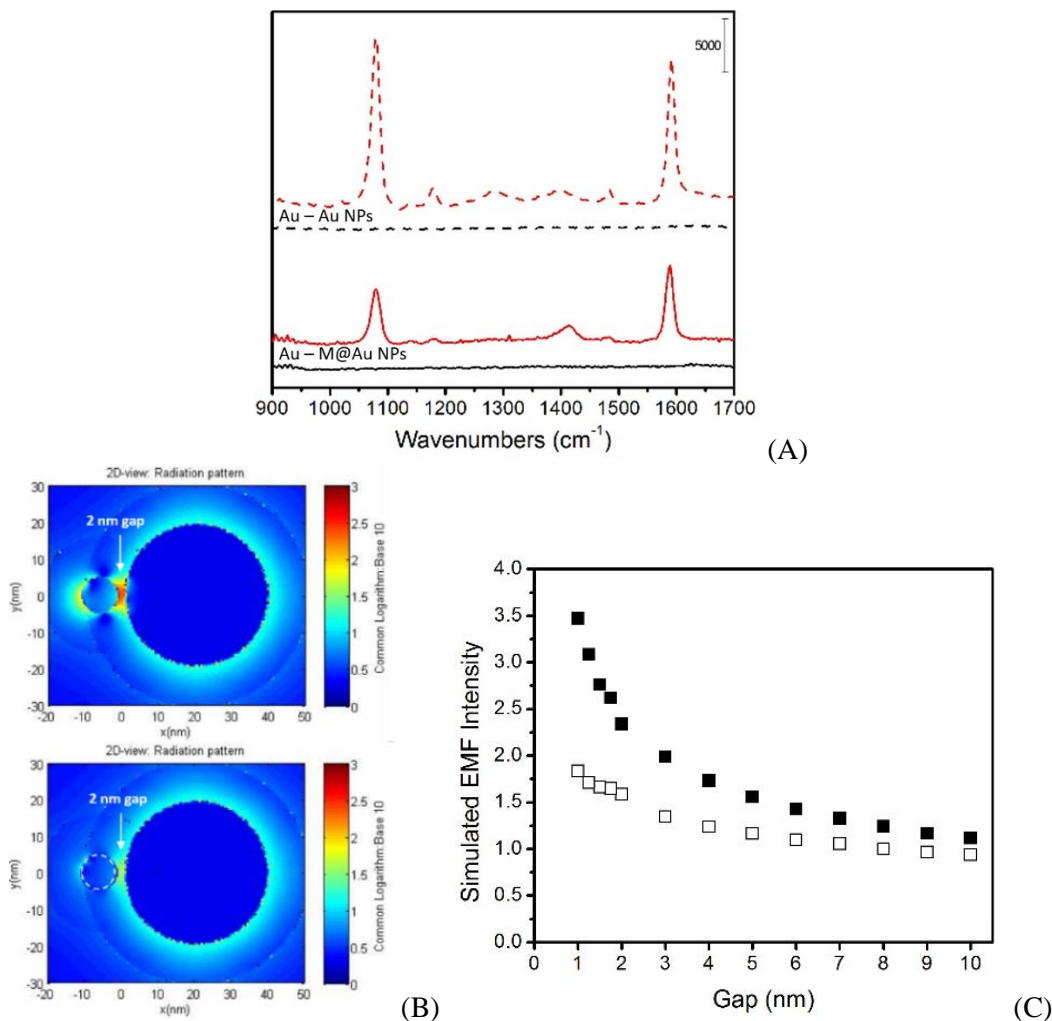 5000
Au – Au NPs
Au – M@Au NPs
900 1000 1100 1200 1300 1400 1500 1600 1700
Wavenumbers (cm⁻¹)
(A)
2D-view: Radiation pattern
30
20
10
0
-10
-20
-30
y(nm)
2 nm gap
-20 -10 0 10 20 30 40 50
x(nm)
3
2.5
2
1.5
1
0.5
0
Common Logarithm:Base 10
2D-view: Radiation pattern
30
20
10
0
-10
-20
-30
y(nm)
2 nm gap
-20 -10 0 10 20 30 40 50
x(nm)
3
2.5
2
1.5
1
0.5
0
Common Logarithm:Base 10
(B)
4.0
3.5
3.0
2.5
2.0
1.5
1.0
0.5
0.0
Simulated EMF Intensity
0 1 2 3 4 5 6 7 8 9 10
Gap (nm)
(C)